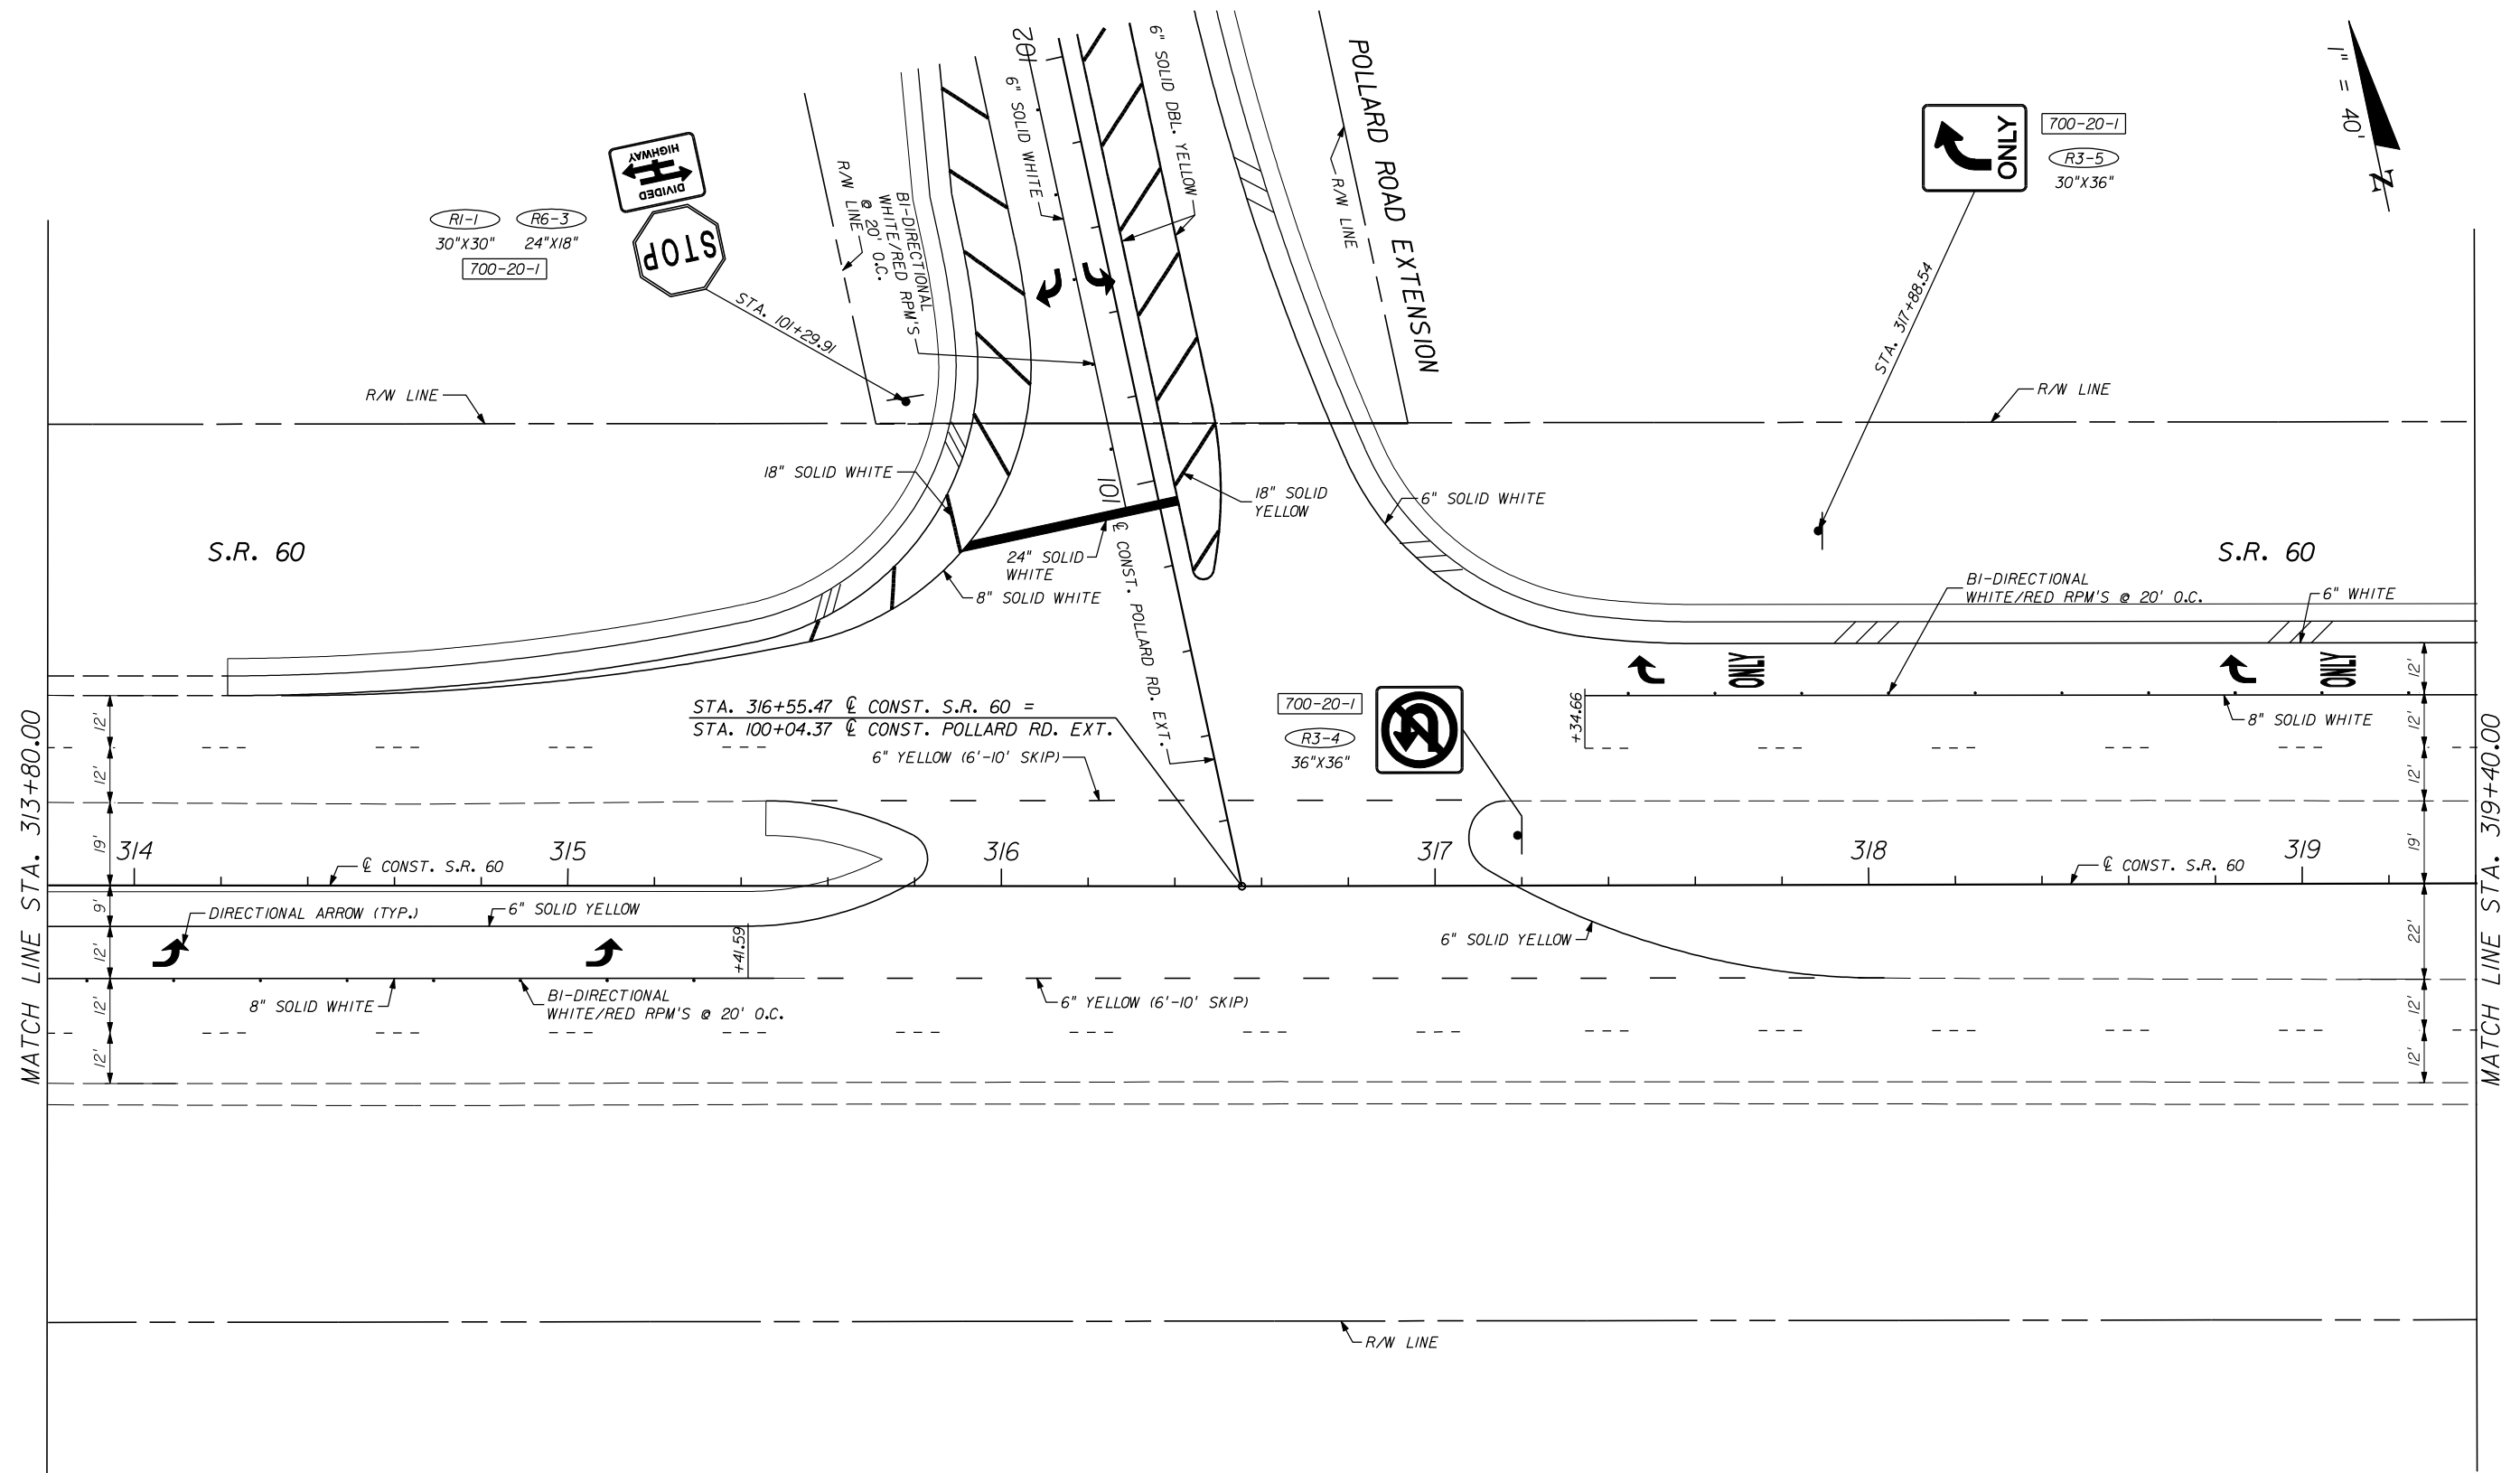 102
6" SOLID WHITE
6" SOLID DBL. YELLOW
POLLARD ROAD EXTENSION
R/W LINE
1" = 40'
N
DIVIDED
HIGHWAY
STOP
R1-1
R6-3
30"X30"
24"X18"
700-20-1
STA. 101+29.91
R/W LINE
BI-DIRECTIONAL
WHITE/RED RPM'S
@ 20' O.C.
ONLY
700-20-1
R3-5
30"X36"
STA. 317+88.54
R/W LINE
R/W LINE
18" SOLID WHITE
101
18" SOLID
YELLOW
6" SOLID WHITE
S.R. 60
24" SOLID
WHITE
8" SOLID WHITE
℄ CONST. POLLARD RD. EXT.
S.R. 60
BI-DIRECTIONAL
WHITE/RED RPM'S @ 20' O.C.
6" WHITE
ONLY
ONLY
12'
8" SOLID WHITE
+34.66
STA. 316+55.47 ℄ CONST. S.R. 60 =
STA. 100+04.37 ℄ CONST. POLLARD RD. EXT.
6" YELLOW (6'-10' SKIP)
700-20-1
R3-4
36"X36"
MATCH LINE STA. 313+80.00
12'
12'
19'
9'
12'
12'
12'
314
315
316
317
318
319
℄ CONST. S.R. 60
℄ CONST. S.R. 60
DIRECTIONAL ARROW (TYP.)
6" SOLID YELLOW
+41.59
6" SOLID YELLOW
8" SOLID WHITE
BI-DIRECTIONAL
WHITE/RED RPM'S @ 20' O.C.
6" YELLOW (6'-10' SKIP)
12'
12'
19'
22'
12'
12'
MATCH LINE STA. 319+40.00
R/W LINE